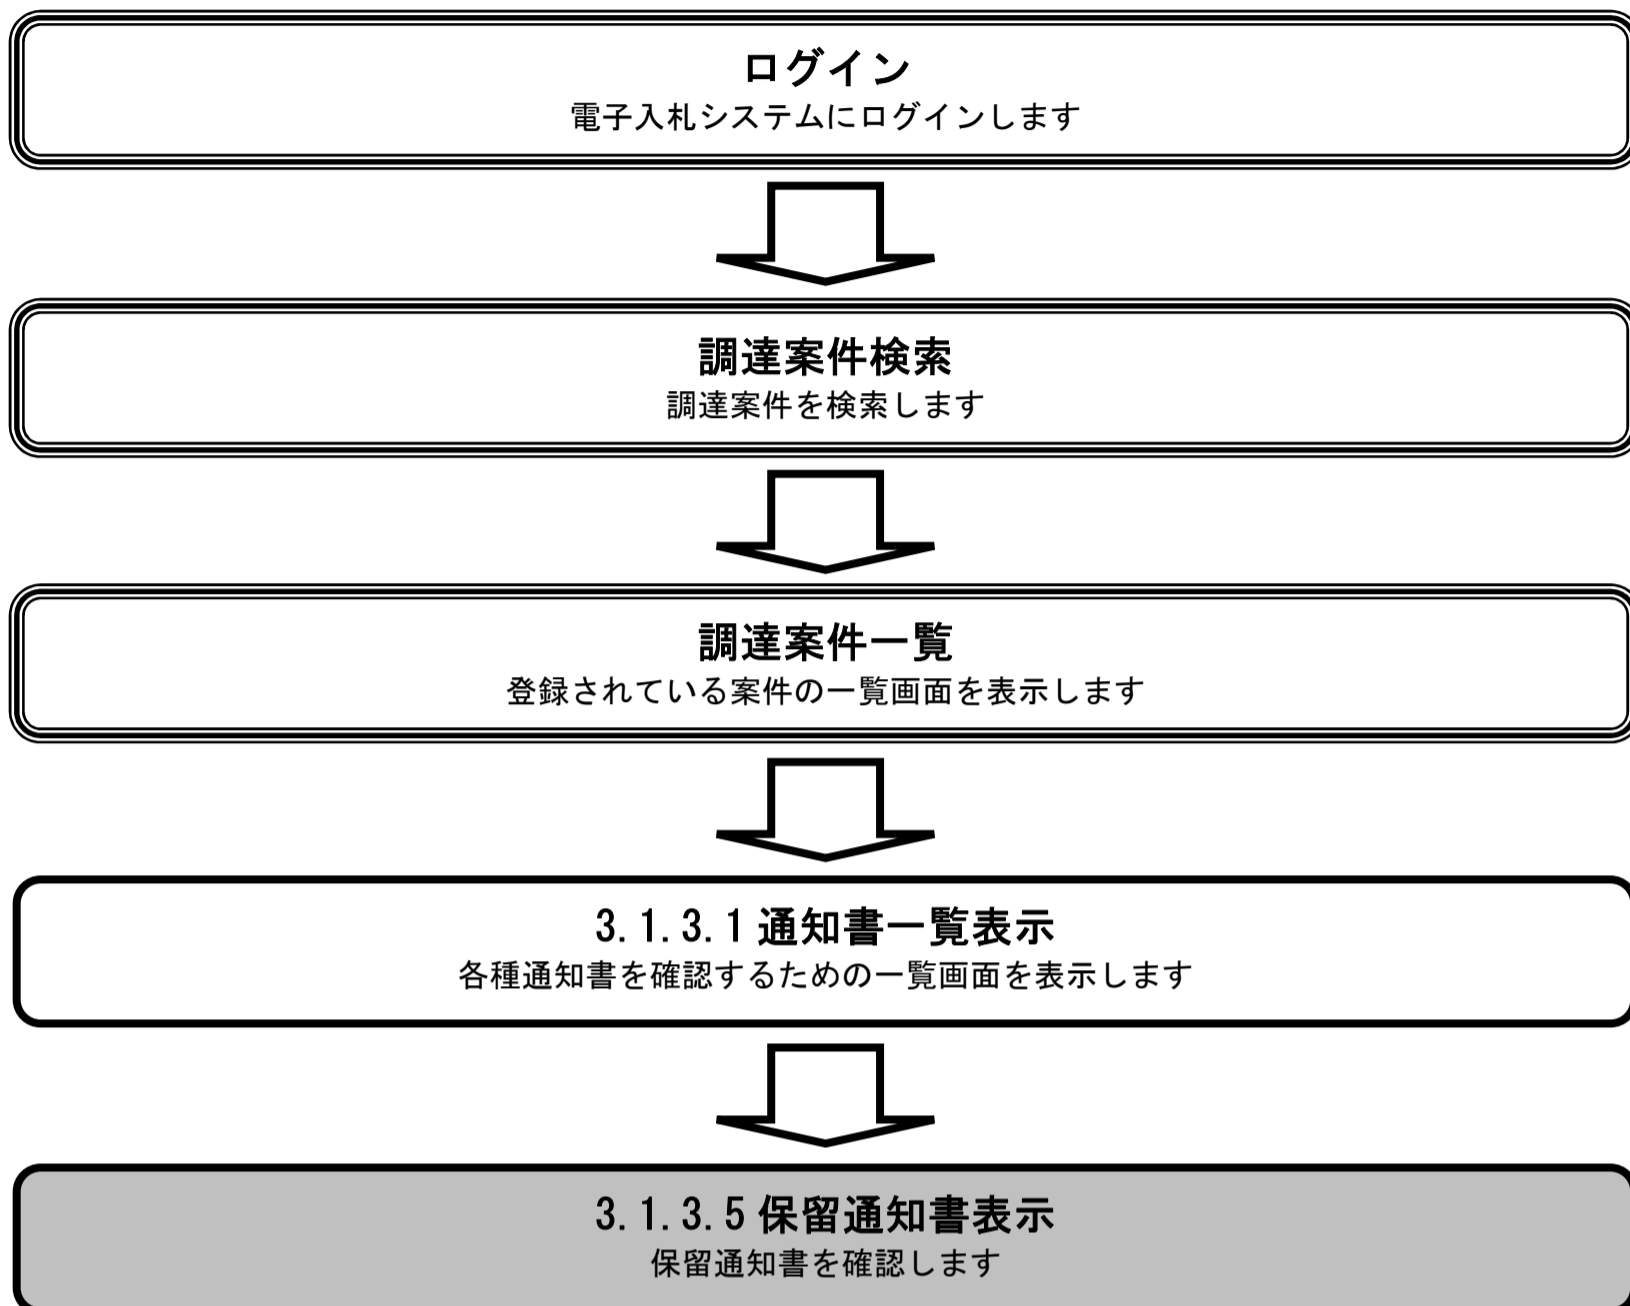 ログイン
電子入札システムにログインします
調達案件検索
調達案件を検索します
調達案件一覧
登録されている案件の一覧画面を表示します
3.1.3.1 通知書一覧表示
各種通知書を確認するための一覧画面を表示します
3.1.3.5 保留通知書表示
保留通知書を確認します